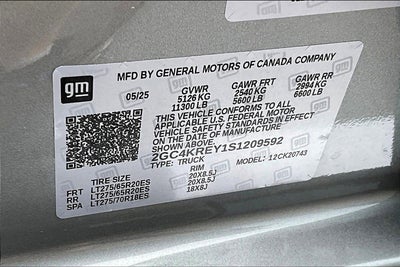 gm
MFD BY GENERAL MOTORS OF CANADA COMPANY
05/25 GVWR GAWR FRT GAWR RR
5126 KG 2540 KG 2994 KG
11300 LB 5600 LB 6600 LB
THIS VEHICLE CONFORMS TO ALL
APPLICABLE U.S. FEDERAL MOTOR
VEHICLE SAFETY STANDARDS IN EFFECT
ON THE DATE OF MANUFACTURE SHOWN ABOVE.
2GC4KREY1S1209592
TYPE: TRUCK MODEL: 12CK20743
TIRE SIZE RIM
FRT LT275/65R20ES 20X8.5J
RR LT275/65R20ES 20X8.5J
SPA LT275/70R18ES 18X8J